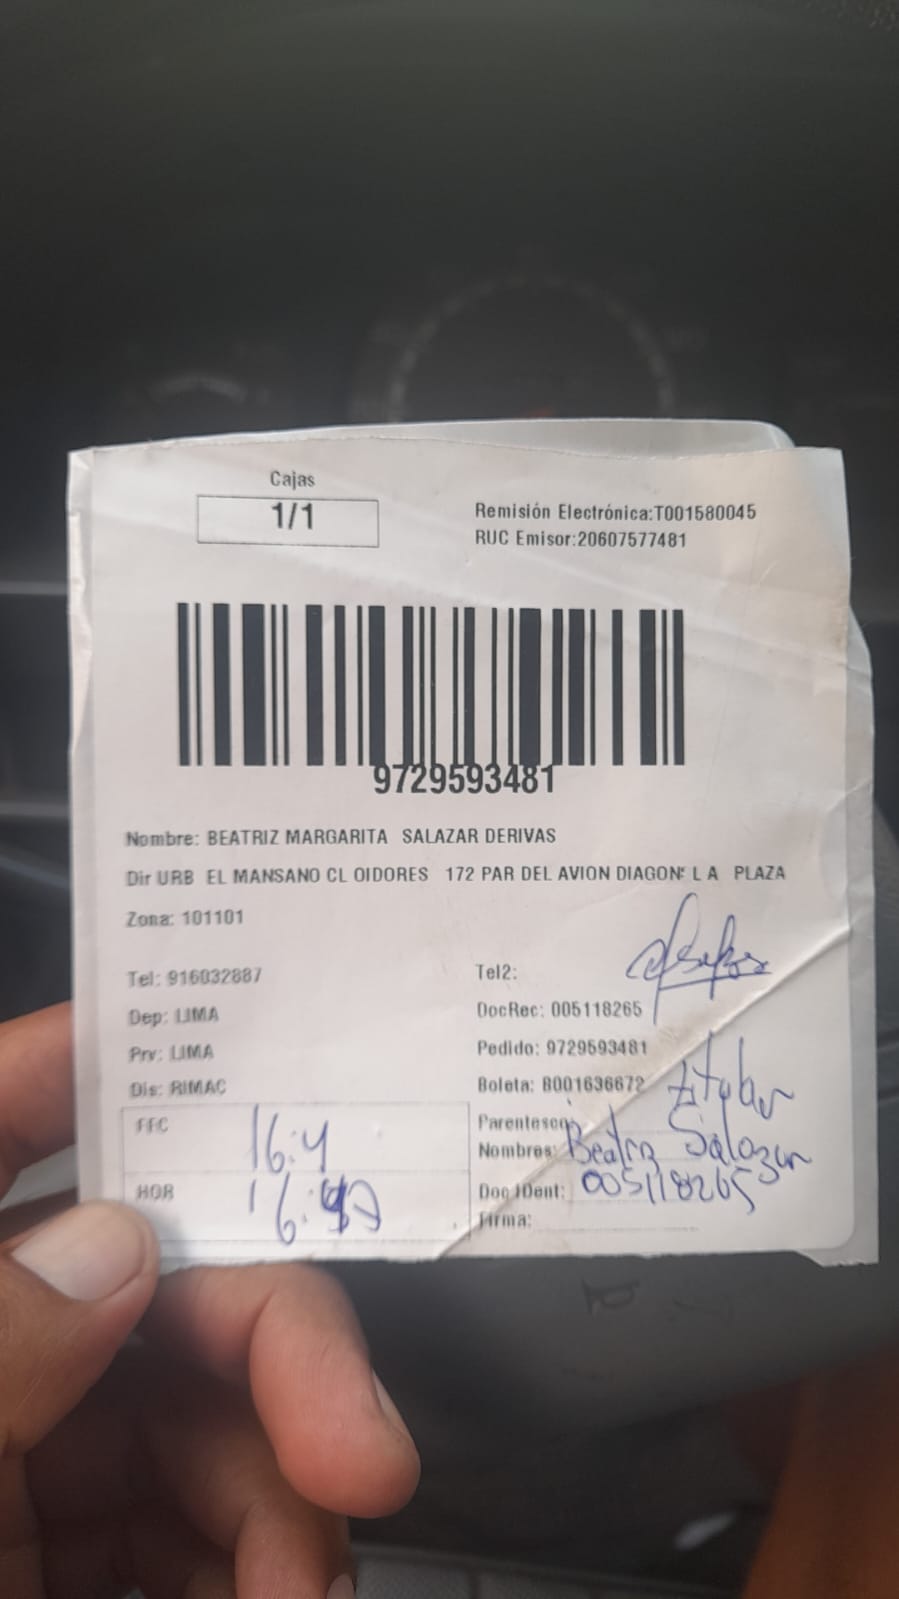 Cajas
1/1
Remisión Electrónica:T001580045
RUC Emisor:20607577481
9729593481
Nombre: BEATRIZ MARGARITA SALAZAR DERIVAS
Dir URB EL MANSANO CL OIDORES 172 PAR DEL AVION DIAGON: L A PLAZA
Zona: 101101
Tel: 916032887
Tel2:
Dep: LIMA
DocRec: 005118265
Prv: LIMA
Pedido: 9729593481
Dis: RIMAC
Boleta: B001636672
FEC 16:4
Parentesco:
Nombres: Beatriz Salazar
HOR 16:
Doc IDent: 005118265
Firma: